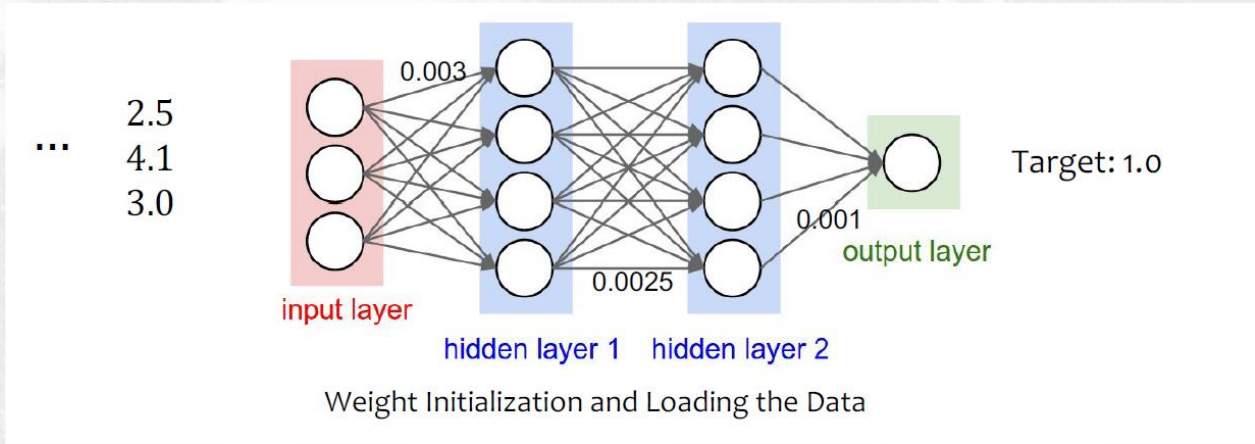 ...
2.5
4.1
3.0
0.003
0.0025
0.001
Target: 1.0
input layer
hidden layer 1
hidden layer 2
output layer
Weight Initialization and Loading the Data